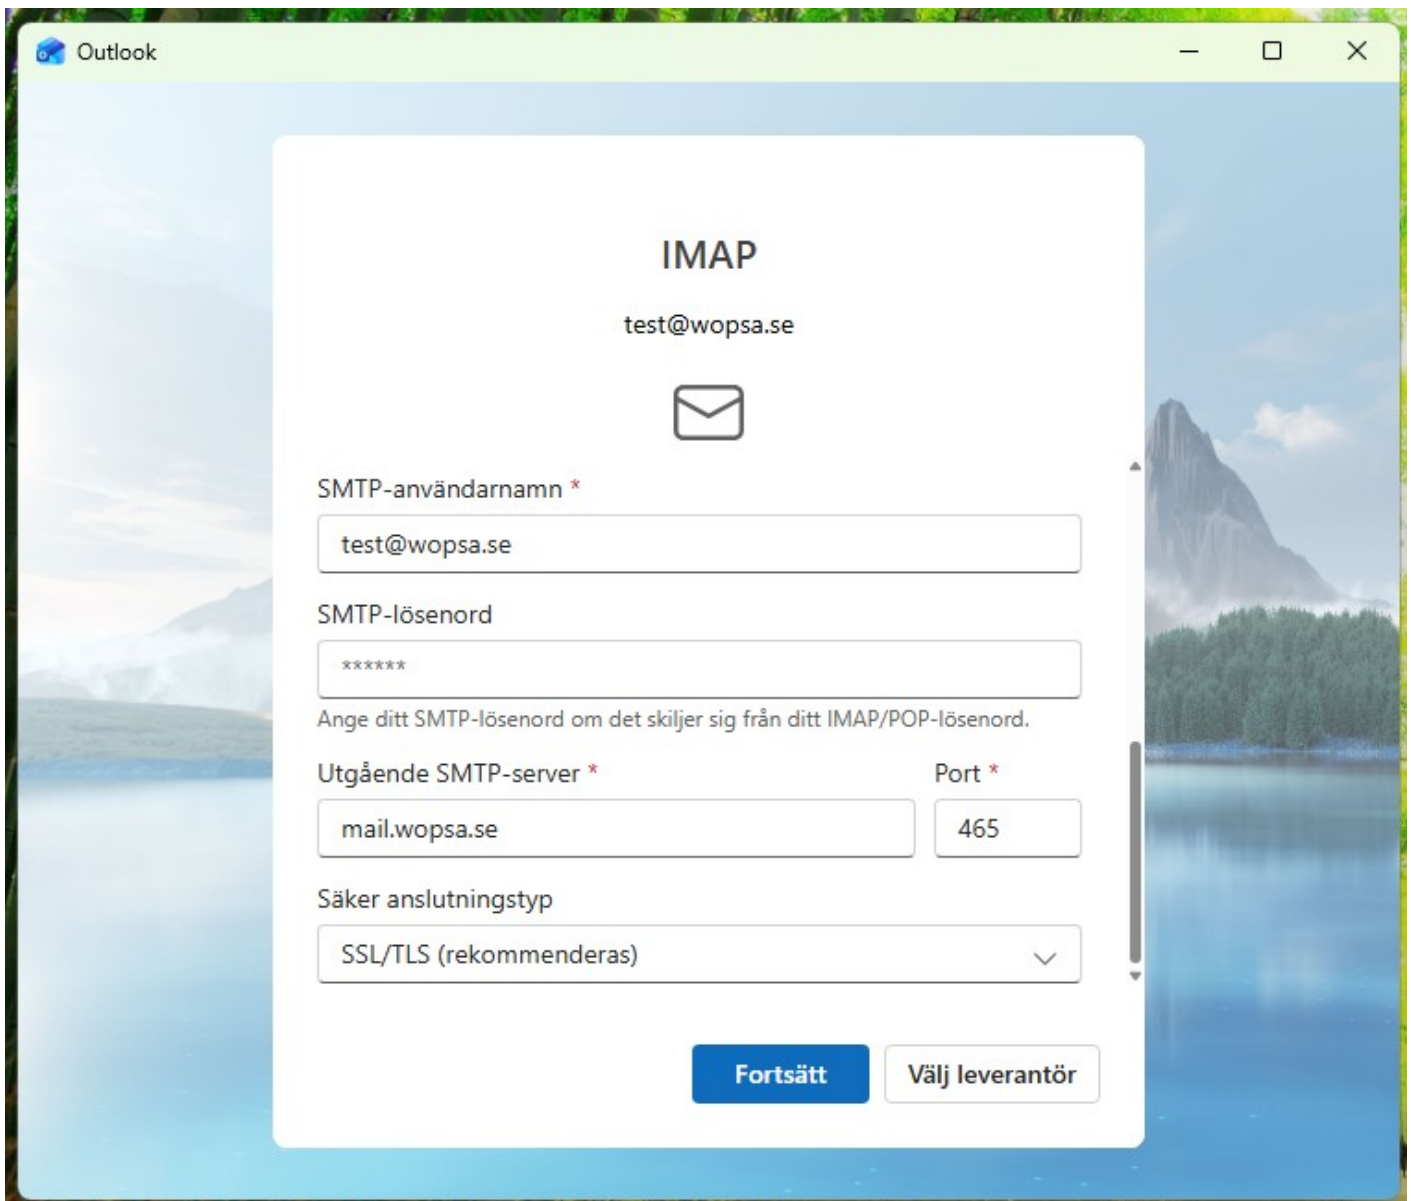 Outlook
IMAP
test@wopsa.se
SMTP-användarnamn *
test@wopsa.se
SMTP-lösenord
******
Ange ditt SMTP-lösenord om det skiljer sig från ditt IMAP/POP-lösenord.
Utgående SMTP-server * Port *
mail.wopsa.se 465
Säker anslutningstyp
SSL/TLS (rekommenderas)
Fortsätt Välj leverantör